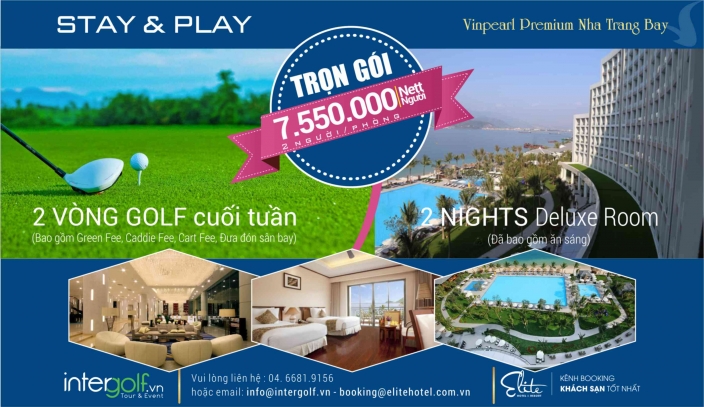 STAY & PLAY
Vinpearl Premium Nha Trang Bay
TRỌN GÓI
7.550.000 Nett
Người
2 NGƯỜI/PHÒNG
2 VÒNG GOLF cuối tuần
(Bao gồm Green Fee, Caddie Fee, Cart Fee, Đưa đón sân bay)
2 NIGHTS Deluxe Room
(Đã bao gồm ăn sáng)
intergolf.vn
Tour & Event
Vui lòng liên hệ : 04. 6681.9156
hoặc email: info@intergolf.vn - booking@elitehotel.com.vn
Elite
KÊNH BOOKING
KHÁCH SẠN TỐT NHẤT